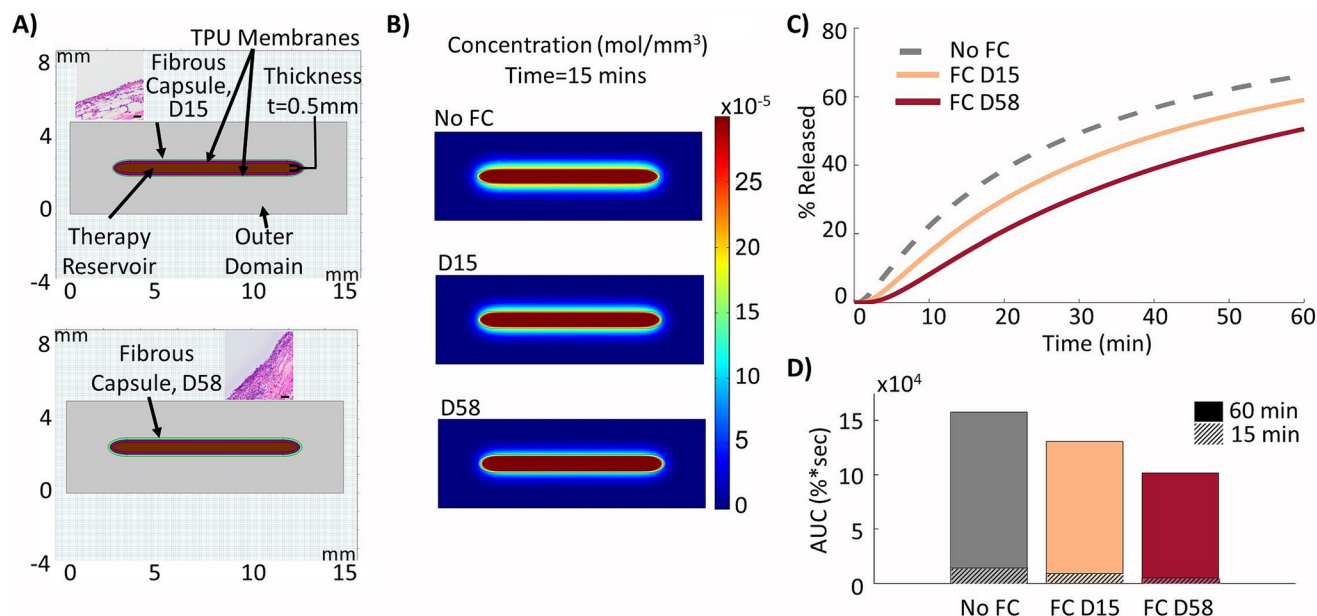 A)
mm
8
4
0
-4
0
5
10
15
mm
TPU Membranes
Fibrous
Capsule,
D15
Thickness
t=0.5mm
Therapy
Reservoir
Outer
Domain
mm
8
4
0
-4
0
5
10
15
mm
Fibrous
Capsule, D58
B)
Concentration (mol/mm³)
Time=15 mins
No FC
D15
D58
x10⁻⁵
25
20
15
10
5
0
C)
No FC
FC D15
FC D58
% Released
80
60
40
20
0
0
10
20
30
40
50
60
Time (min)
D)
x10⁴
AUC (%*sec)
15
10
5
0
60 min
15 min
No FC
FC D15
FC D58